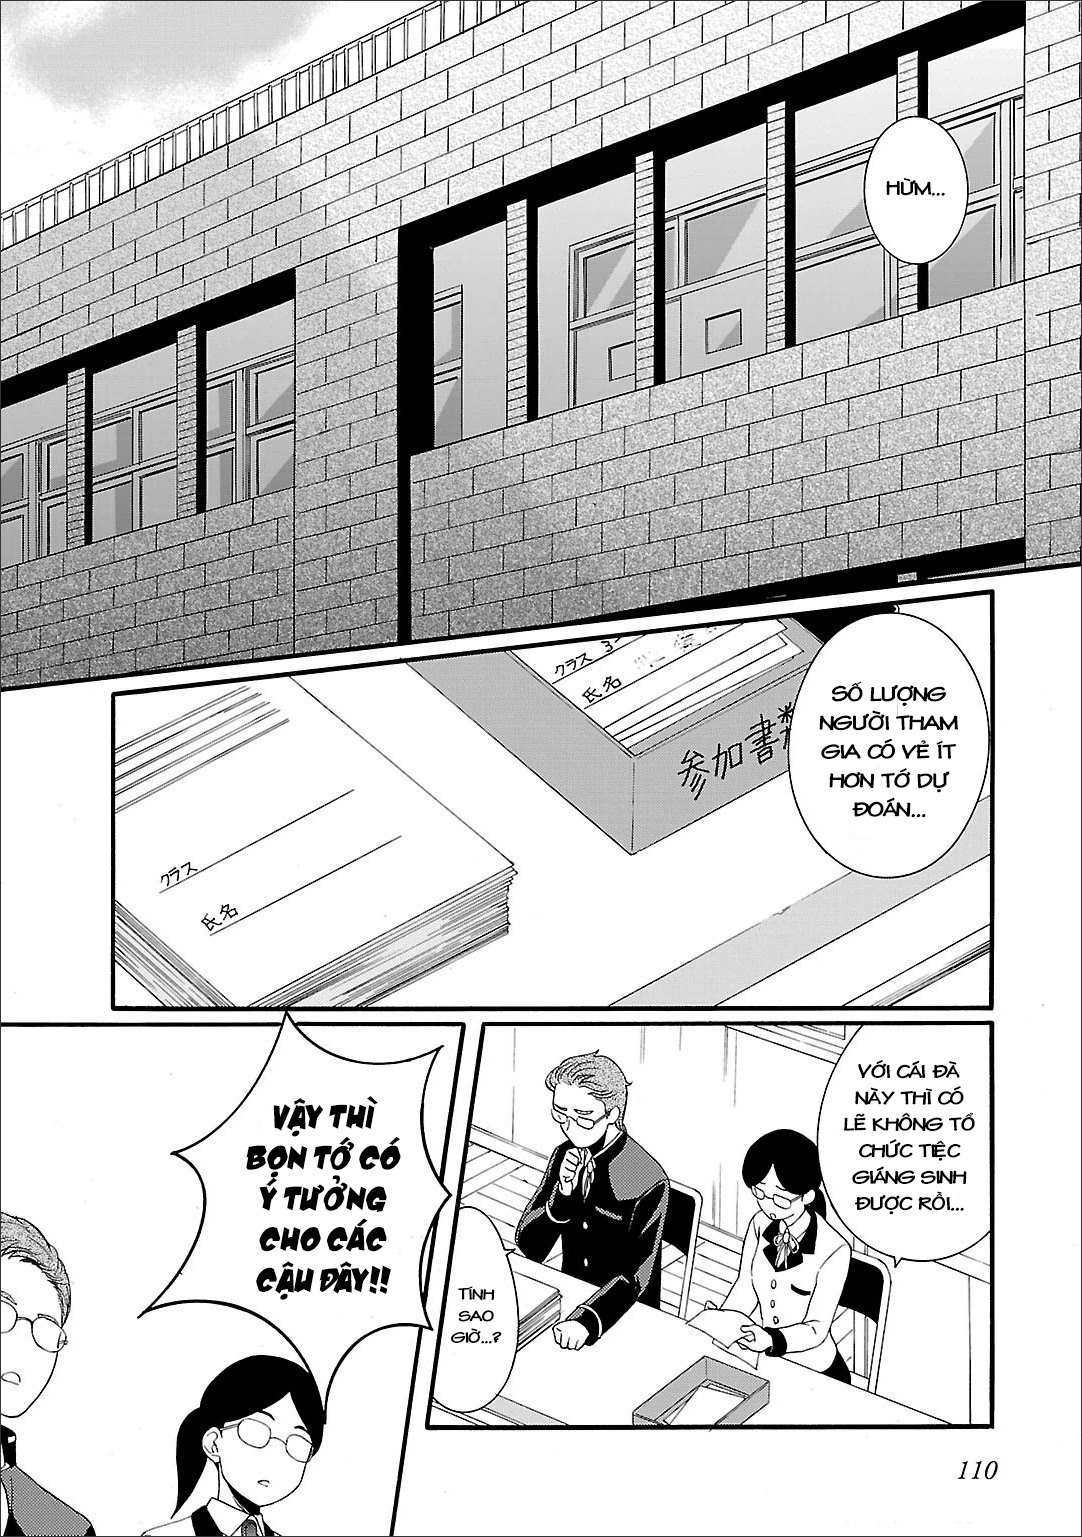 HỪM...
クラス 3-
氏名
参加書類
SỐ LƯỢNG
NGƯỜI THAM
GIA CÓ VẺ ÍT
HƠN TỚ DỰ
ĐOÁN...
クラス
氏名
VỚI CÁI ĐÀ
NÀY THÌ CÓ
LẼ KHÔNG TỔ
CHỨC TIỆC
GIÁNG SINH
ĐƯỢC RỒI...
TÍNH
SAO
GIỜ...?
VẬY THÌ
BỌN TỚ CÓ
Ý TƯỞNG
CHO CÁC
CẬU ĐÂY!!
110